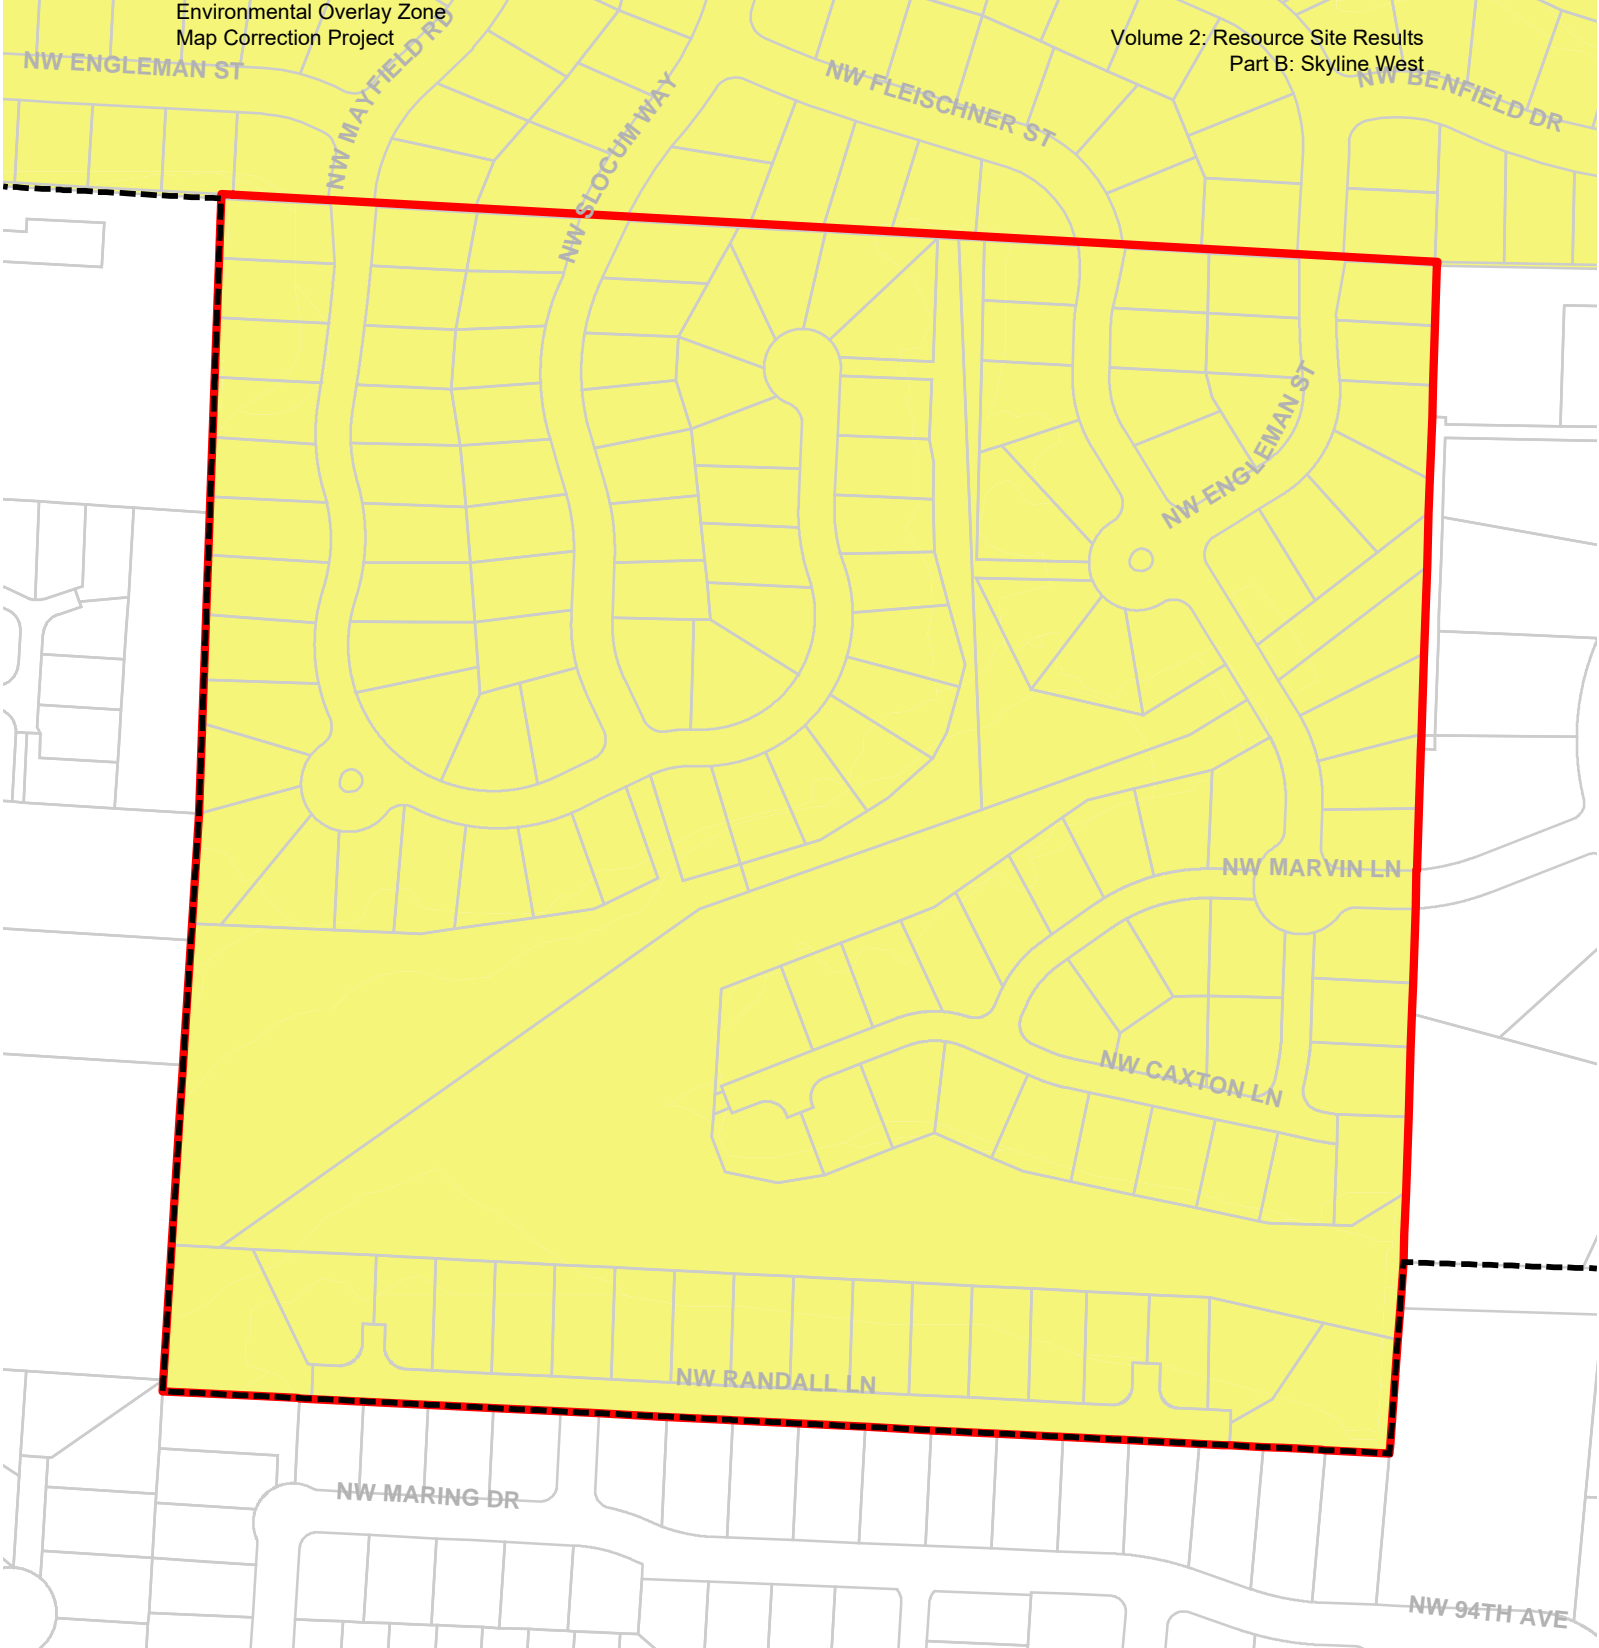 Environmental Overlay Zone
Map Correction Project
Volume 2: Resource Site Results
Part B: Skyline West
NW ENGLEMAN ST
NW MAYFIELD RD
NW SLOCUM WAY
NW FLEISCHNER ST
NW BENFIELD DR
NW ENGLEMAN ST
NW MARVIN LN
NW CAXTON LN
NW RANDALL LN
NW MARING DR
NW 94TH AVE